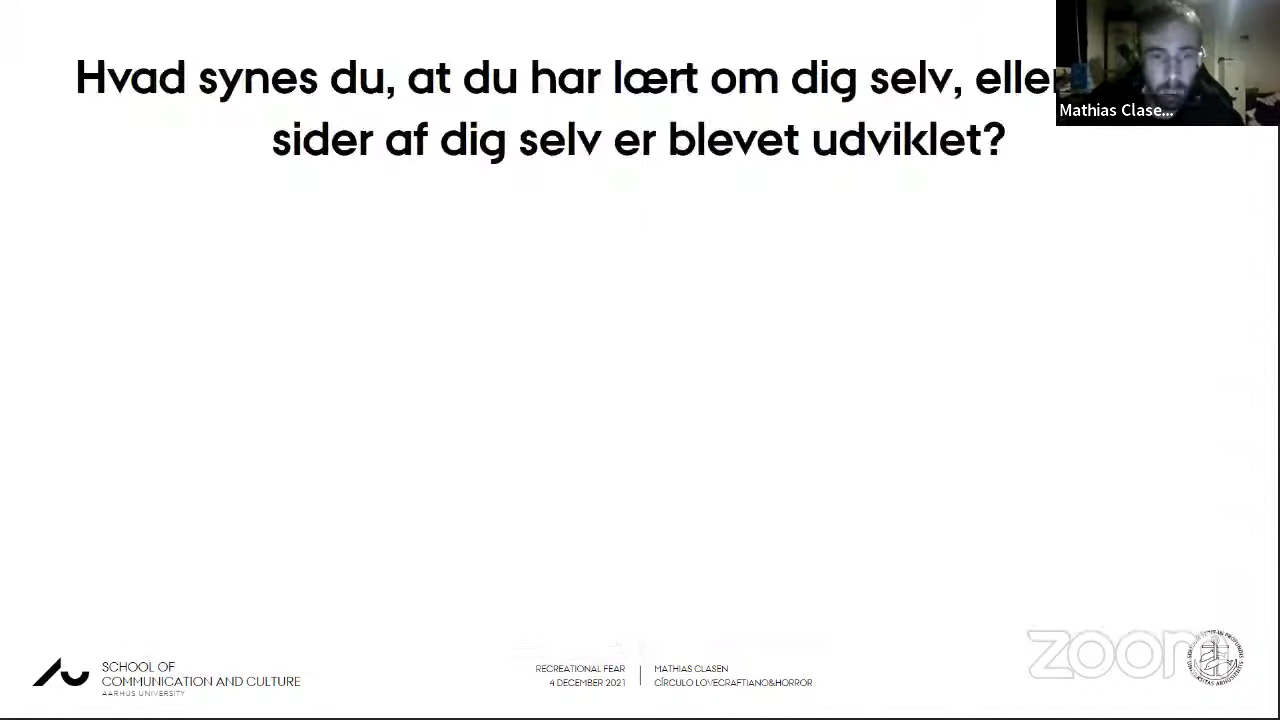 Hvad synes du, at du har lært om dig selv, eller
sider af dig selv er blevet udviklet?
Mathias Clase...
SCHOOL OF
COMMUNICATION AND CULTURE
AARHUS UNIVERSITY
RECREATIONAL FEAR
4 DECEMBER 2021
MATHIAS CLASEN
CÍRCULO LOVECRAFTIANO&HORROR
zoom